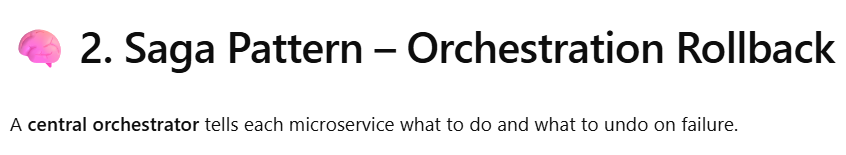 2. Saga Pattern – Orchestration Rollback
A central orchestrator tells each microservice what to do and what to undo on failure.